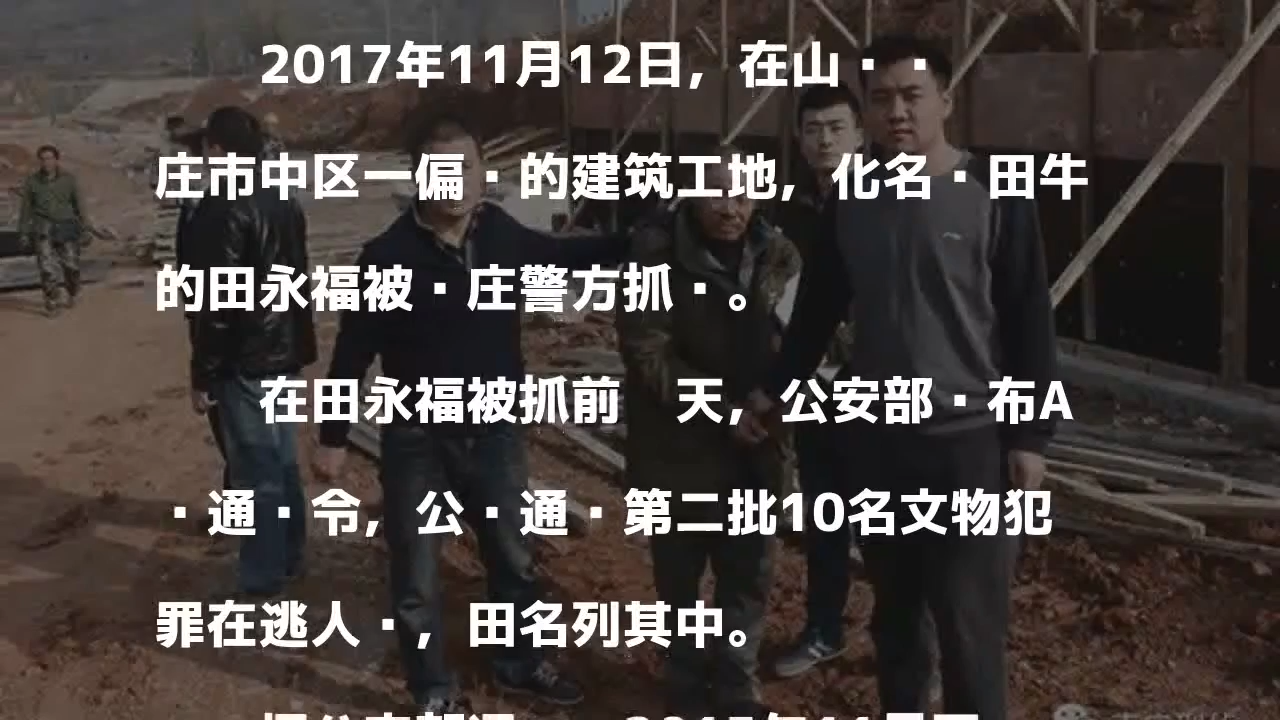 2017年11月12日，在山··
庄市中区一偏·的建筑工地，化名·田牛
的田永福被·庄警方抓·。
在田永福被抓前　天，公安部·布A
·通·令，公·通·第二批10名文物犯
罪在逃人·，田名列其中。